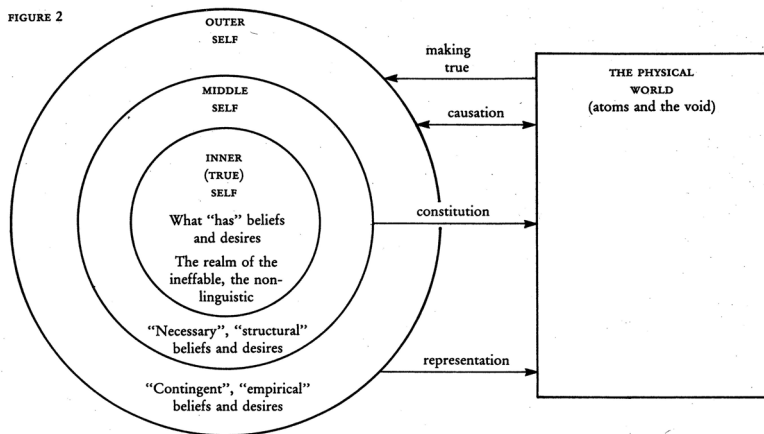 FIGURE 2
OUTER
SELF
MIDDLE
SELF
INNER
(TRUE)
SELF
What “has” beliefs
and desires
The realm of the
ineffable, the non-
linguistic
“Necessary”, “structural”
beliefs and desires
“Contingent”, “empirical”
beliefs and desires
making
true
causation
constitution
representation
THE PHYSICAL
WORLD
(atoms and the void)